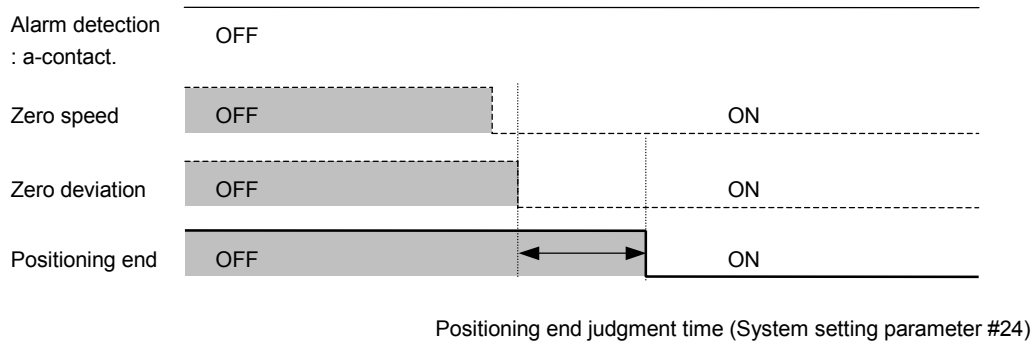 Alarm detection
: a-contact.
OFF
Zero speed
OFF
ON
Zero deviation
OFF
ON
Positioning end
OFF
ON
Positioning end judgment time (System setting parameter #24)